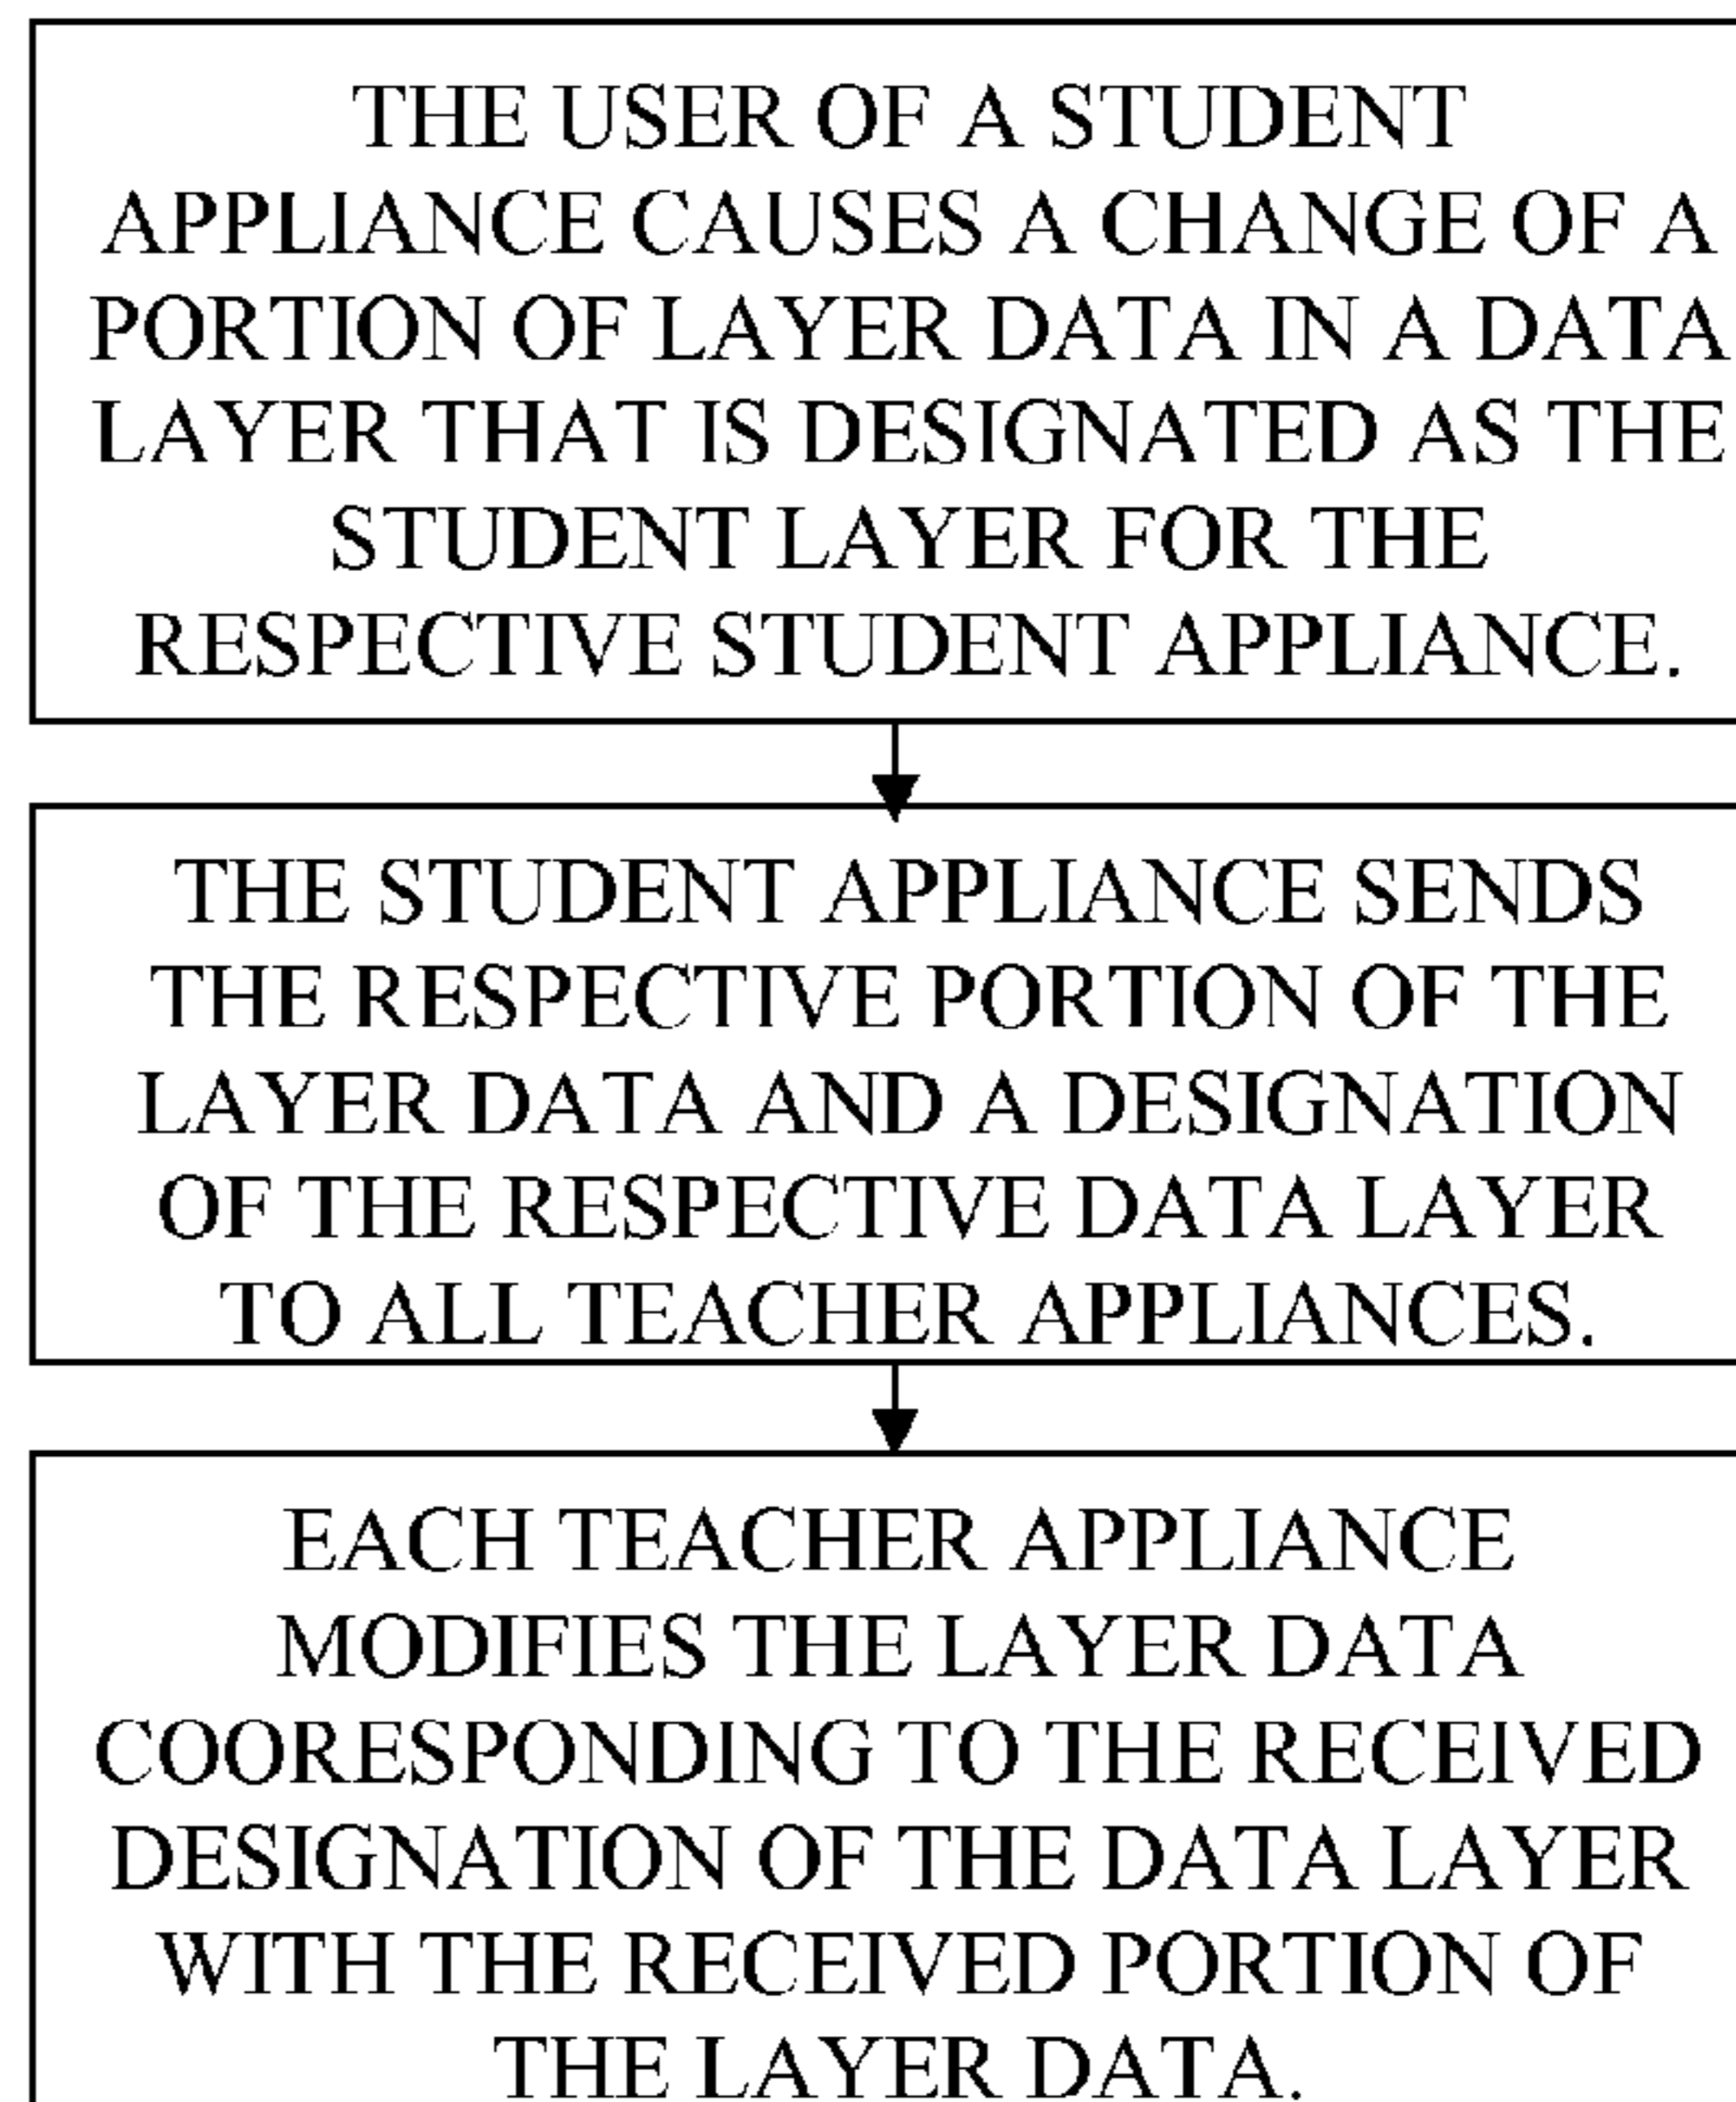 THE USER OF A STUDENT
APPLIANCE CAUSES A CHANGE OF A
PORTION OF LAYER DATA IN A DATA
LAYER THAT IS DESIGNATED AS THE
STUDENT LAYER FOR THE
RESPECTIVE STUDENT APPLIANCE.
THE STUDENT APPLIANCE SENDS
THE RESPECTIVE PORTION OF THE
LAYER DATA AND A DESIGNATION
OF THE RESPECTIVE DATA LAYER
TO ALL TEACHER APPLIANCES.
EACH TEACHER APPLIANCE
MODIFIES THE LAYER DATA
COORESPONDING TO THE RECEIVED
DESIGNATION OF THE DATA LAYER
WITH THE RECEIVED PORTION OF
THE LAYER DATA.